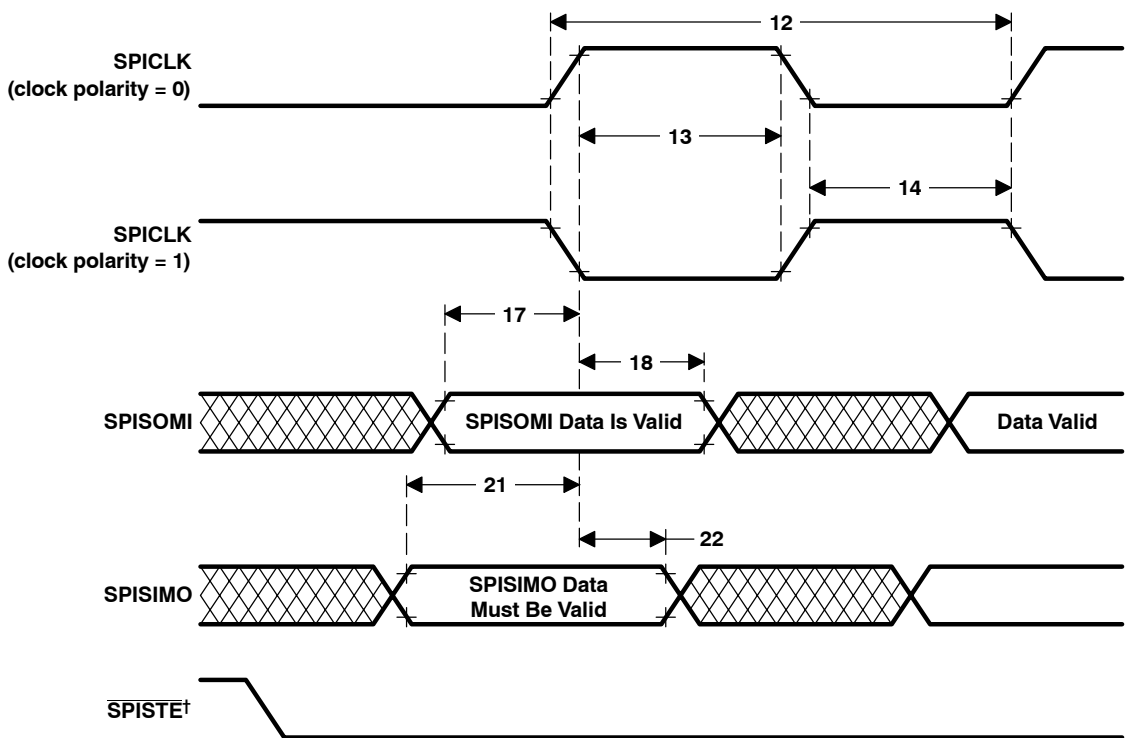 12
SPICLK
(clock polarity = 0)
13
14
SPICLK
(clock polarity = 1)
17
18
SPISOMI
SPISOMI Data Is Valid
Data Valid
21
22
SPISIMO
SPISIMO Data
Must Be Valid
SPISTE†